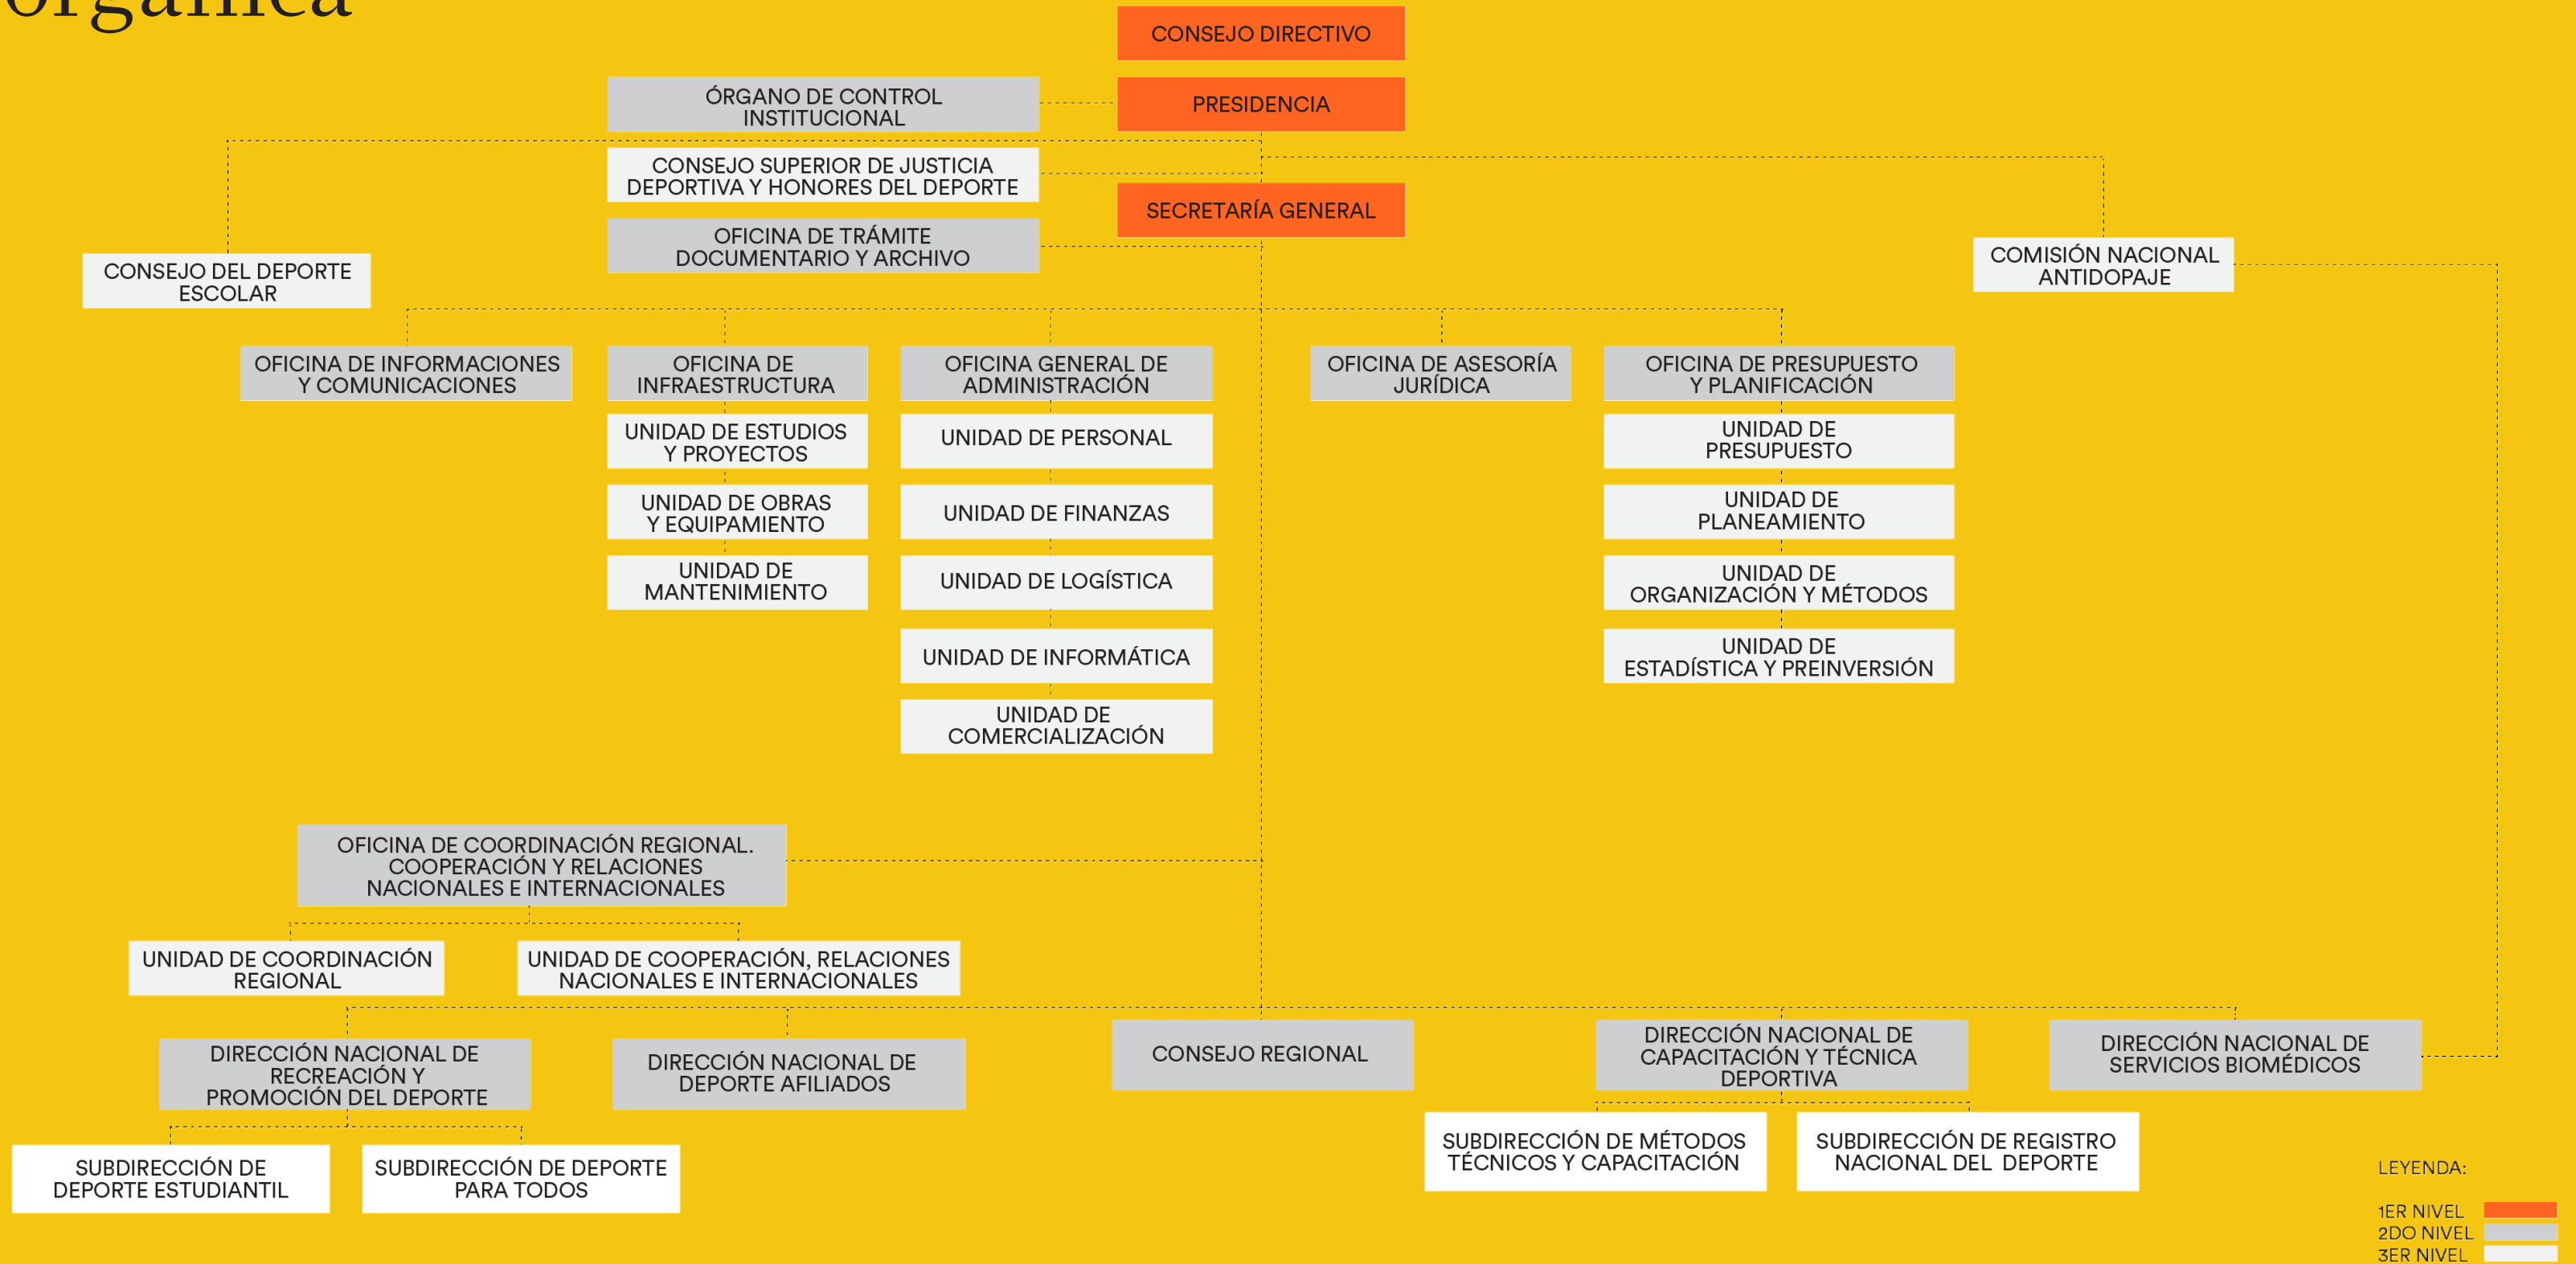 orgánica
CONSEJO DIRECTIVO
ÓRGANO DE CONTROL
INSTITUCIONAL
PRESIDENCIA
CONSEJO SUPERIOR DE JUSTICIA
DEPORTIVA Y HONORES DEL DEPORTE
SECRETARÍA GENERAL
OFICINA DE TRÁMITE
DOCUMENTARIO Y ARCHIVO
CONSEJO DEL DEPORTE
ESCOLAR
COMISIÓN NACIONAL
ANTIDOPAJE
OFICINA DE INFORMACIONES
Y COMUNICACIONES
OFICINA DE
INFRAESTRUCTURA
UNIDAD DE ESTUDIOS
Y PROYECTOS
UNIDAD DE OBRAS
Y EQUIPAMIENTO
UNIDAD DE
MANTENIMIENTO
OFICINA GENERAL DE
ADMINISTRACIÓN
UNIDAD DE PERSONAL
UNIDAD DE FINANZAS
UNIDAD DE LOGÍSTICA
UNIDAD DE INFORMÁTICA
UNIDAD DE
COMERCIALIZACIÓN
OFICINA DE ASESORÍA
JURÍDICA
OFICINA DE PRESUPUESTO
Y PLANIFICACIÓN
UNIDAD DE
PRESUPUESTO
UNIDAD DE
PLANEAMIENTO
UNIDAD DE
ORGANIZACIÓN Y MÉTODOS
UNIDAD DE
ESTADÍSTICA Y PREINVERSIÓN
OFICINA DE COORDINACIÓN REGIONAL.
COOPERACIÓN Y RELACIONES
NACIONALES E INTERNACIONALES
UNIDAD DE COORDINACIÓN
REGIONAL
UNIDAD DE COOPERACIÓN, RELACIONES
NACIONALES E INTERNACIONALES
DIRECCIÓN NACIONAL DE
RECREACIÓN Y
PROMOCIÓN DEL DEPORTE
DIRECCIÓN NACIONAL DE
DEPORTE AFILIADOS
CONSEJO REGIONAL
DIRECCIÓN NACIONAL DE
CAPACITACIÓN Y TÉCNICA
DEPORTIVA
DIRECCIÓN NACIONAL DE
SERVICIOS BIOMÉDICOS
SUBDIRECCIÓN DE
DEPORTE ESTUDIANTIL
SUBDIRECCIÓN DE DEPORTE
PARA TODOS
SUBDIRECCIÓN DE MÉTODOS
TÉCNICOS Y CAPACITACIÓN
SUBDIRECCIÓN DE REGISTRO
NACIONAL DEL DEPORTE
LEYENDA:
1ER NIVEL
2DO NIVEL
3ER NIVEL